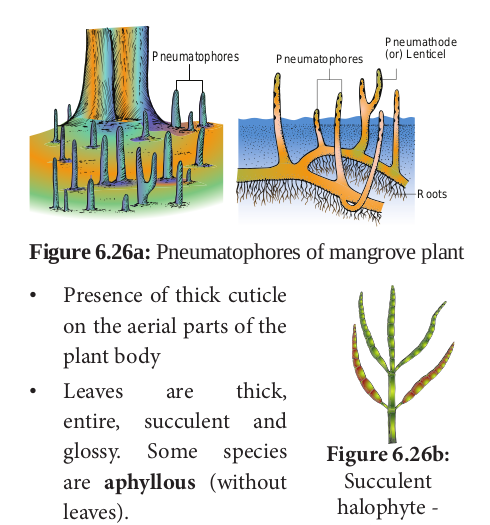 Pneumatophores
Pneumatophores
Pneumathode
(or) Lenticel
Roots
Figure 6.26a: Pneumatophores of mangrove plant
• Presence of thick cuticle
on the aerial parts of the
plant body
• Leaves are thick,
entire, succulent and
glossy. Some species
are aphyllous (without
leaves).
Figure 6.26b:
Succulent
halophyte -